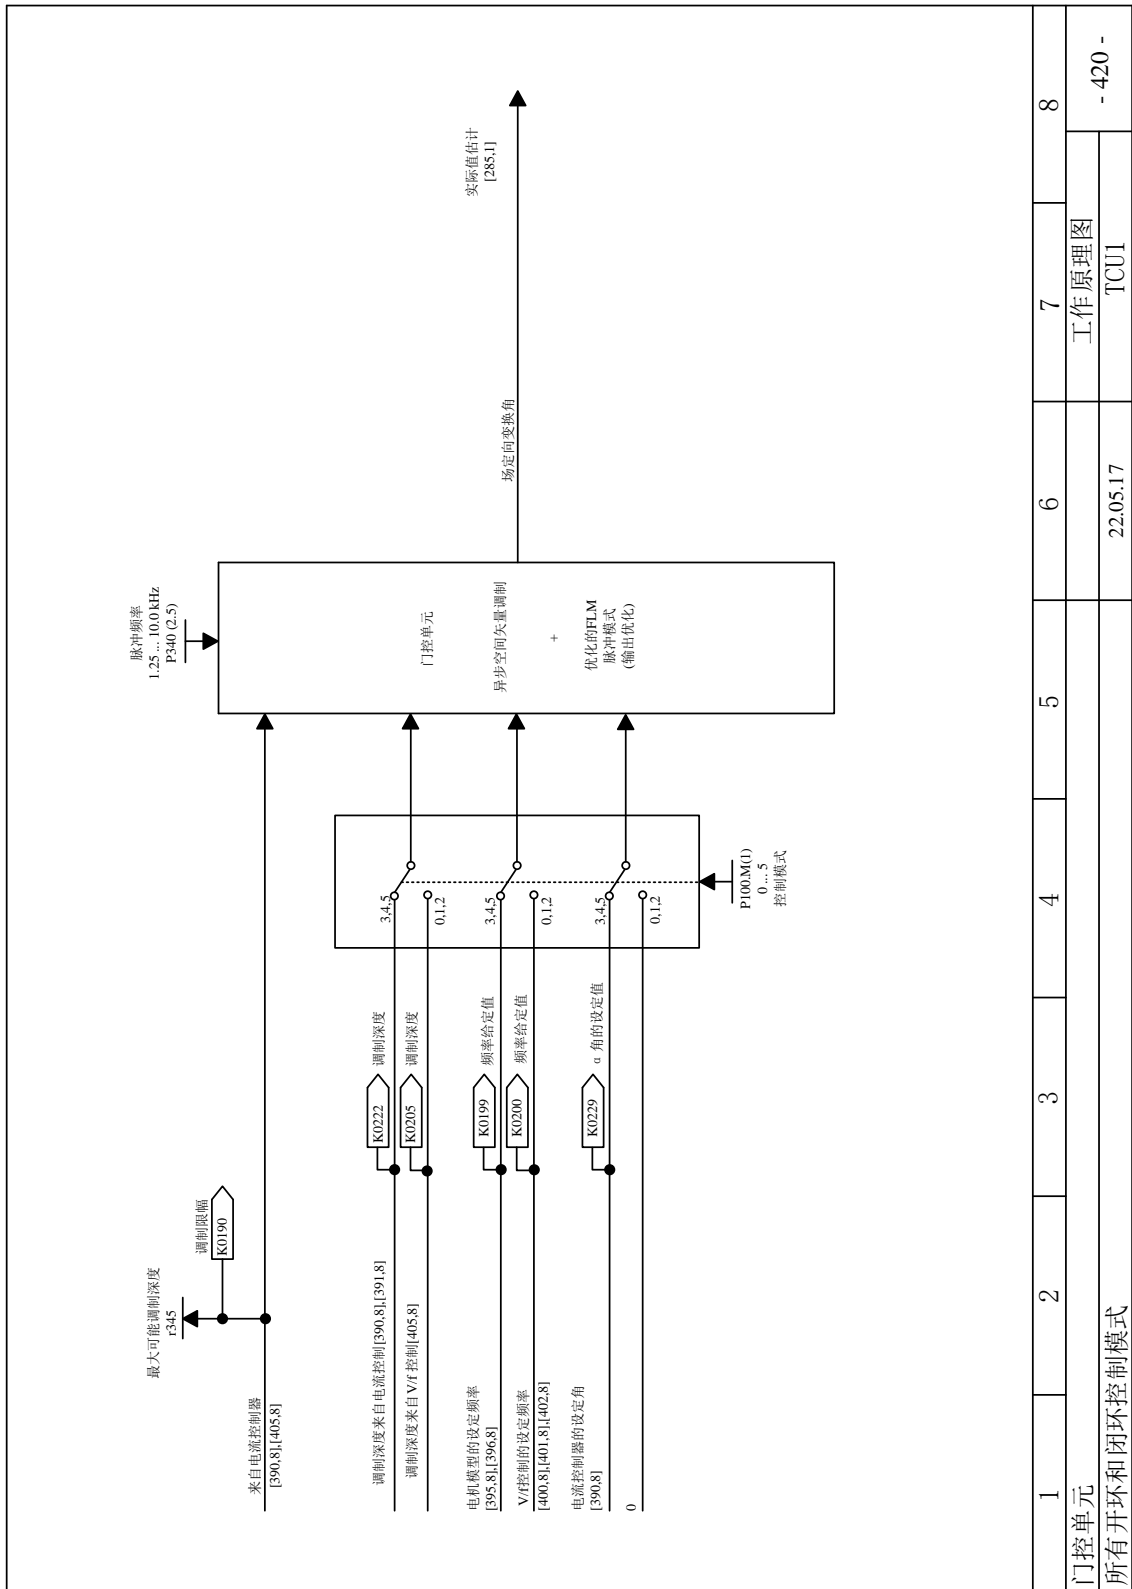 最大可能调制深度
r345
调制限幅
K0190
来自电流控制器
[390,8],[405,8]
脉冲频率
1.25 ... 10.0 kHz
P340 (2.5)
调制深度来自电流控制[390,8],[391,8]
K0222
调制深度
3,4,5
调制深度来自V/f 控制[405,8]
K0205
调制深度
0,1,2
电机模型的设定频率
[395,8],[396,8]
K0199
频率给定值
3,4,5
V/f控制的设定频率
[400,8],[401,8],[402,8]
K0200
频率给定值
0,1,2
电流控制器的设定角
[390,8]
K0229
α 角的设定值
3,4,5
0
0,1,2
P100.M(1)
0 ... 5
控制模式
门控单元
异步空间矢量调制
+
优化的FLM
脉冲模式
(输出优化)
场定向变换角
实际值估计
[285,1]
1 2 3 4 5 6 7 8
门控单元 工作原理图 - 420 -
所有开环和闭环控制模式 22.05.17 TCU1